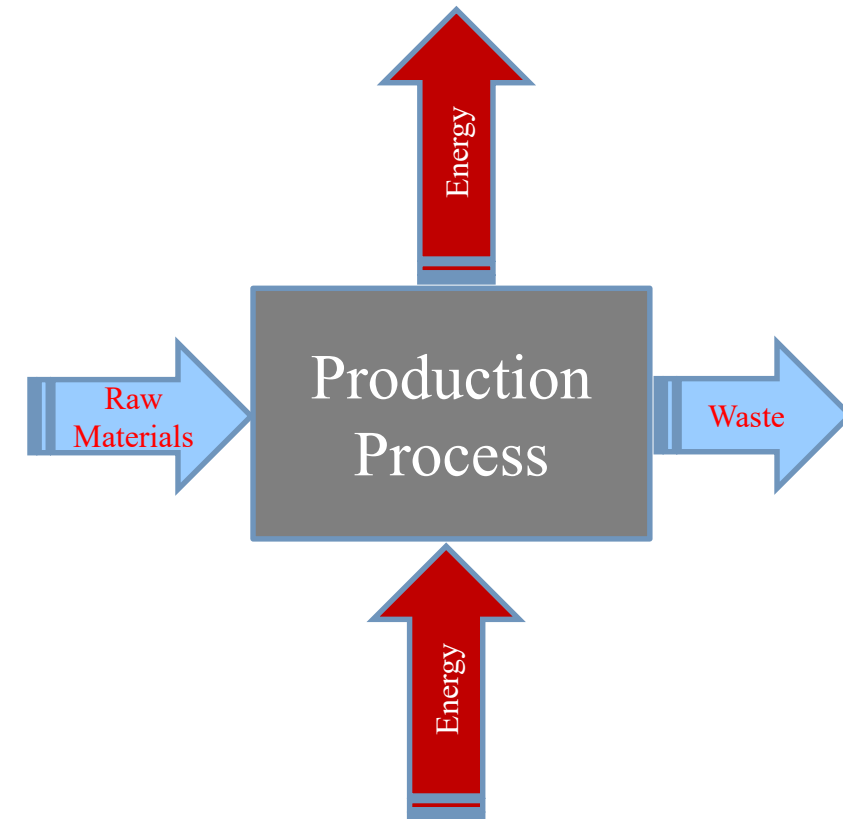 Energy
Raw
Materials
Production
Process
Waste
Energy